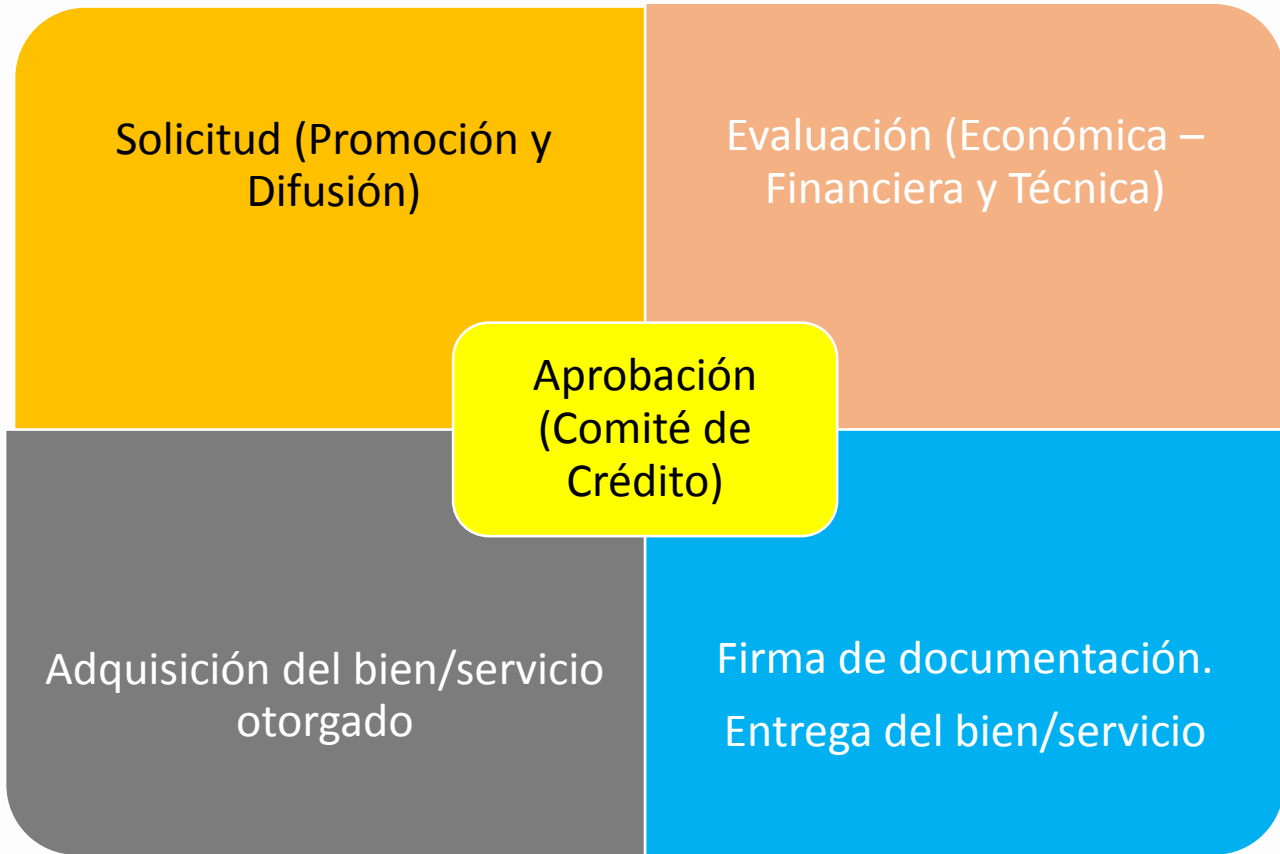 Solicitud (Promoción y
Difusión)
Evaluación (Económica –
Financiera y Técnica)
Aprobación
(Comité de
Crédito)
Adquisición del bien/servicio
otorgado
Firma de documentación.
Entrega del bien/servicio